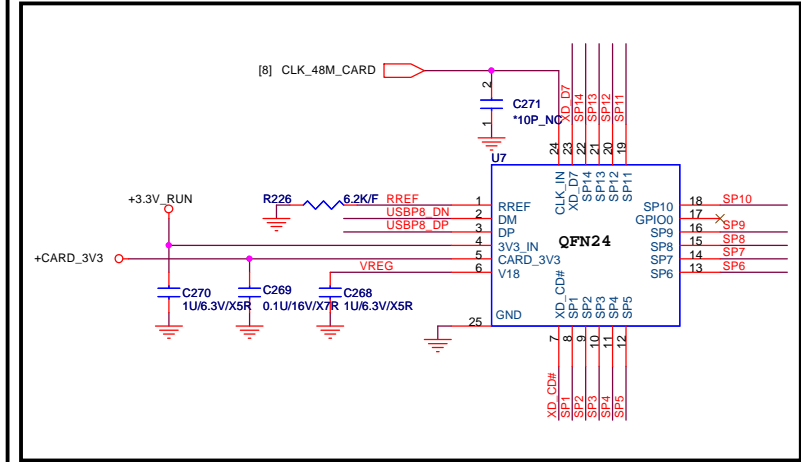 [8] CLK_48M_CARD
2
C271
1
*10P_NC
XD_D7
SP14
SP13
SP12
SP11
24
23
22
21
20
19
U7
CLK_IN
XD_D7
SP14
SP13
SP12
SP11
+3.3V_RUN
R226
6.2K/F
RREF
1
RREF
SP10
18
SP10
USBP8_DN
2
DM
GPIO0
17
USBP8_DP
3
DP
QFN24
SP9
16
SP9
4
3V3_IN
SP8
15
SP8
+CARD_3V3
5
CARD_3V3
SP7
14
SP7
VREG
6
V18
SP6
13
SP6
C270
1U/6.3V/X5R
C269
0.1U/16V/X7R
C268
1U/6.3V/X5R
25
GND
XD_CD#
SP1
SP2
SP3
SP4
SP5
7
8
9
10
11
12
XD_CD#
SP1
SP2
SP3
SP4
SP5